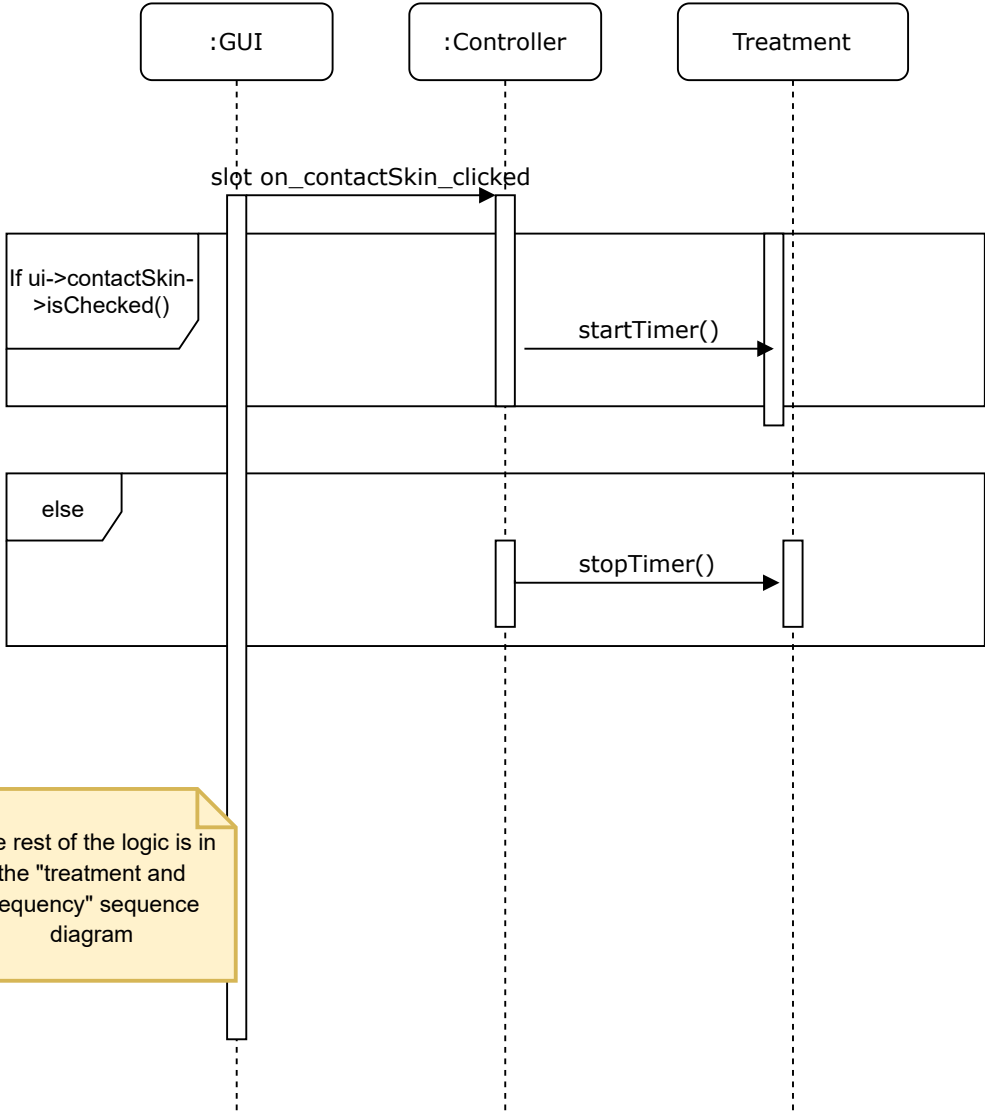 :GUI
:Controller
Treatment
slot on_contactSkin_clicked
If ui->contactSkin-
>isChecked()
startTimer()
else
stopTimer()
rest of the logic is in
the "treatment and
sequence
diagram